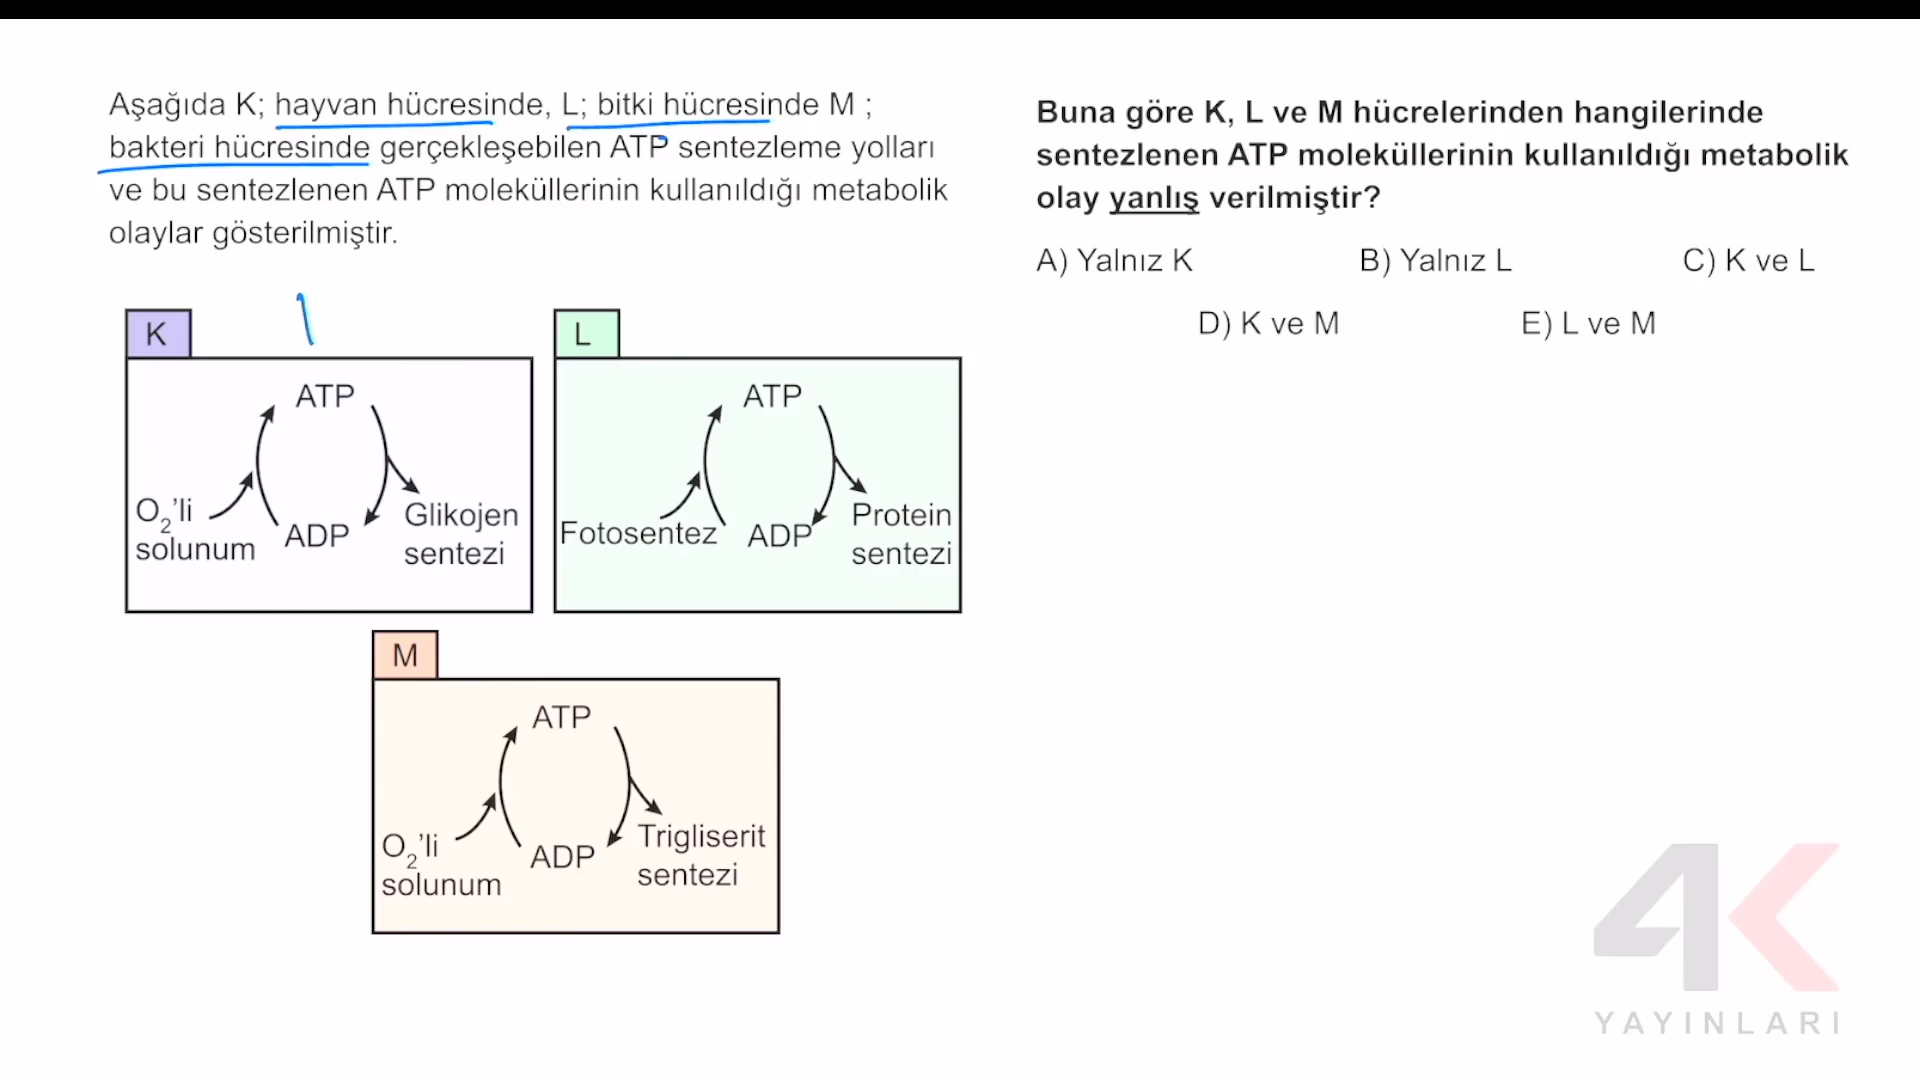 Aşağıda K; hayvan hücresinde, L; bitki hücresinde M ;
bakteri hücresinde gerçekleşebilen ATP sentezleme yolları
ve bu sentezlenen ATP moleküllerinin kullanıldığı metabolik
olaylar gösterilmiştir.
K
ATP
O₂’li
solunum
ADP
Glikojen
sentezi
L
ATP
Fotosentez
ADP
Protein
sentezi
M
ATP
O₂’li
solunum
ADP
Trigliserit
sentezi
Buna göre K, L ve M hücrelerinden hangilerinde
sentezlenen ATP moleküllerinin kullanıldığı metabolik
olay yanlış verilmiştir?
A) Yalnız K B) Yalnız L C) K ve L
D) K ve M E) L ve M
4K
YAYINLARI